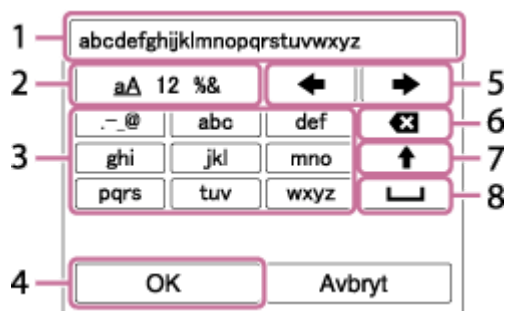 1 abcdefghijklmnopqrstuvwxyz
2 aA 12 %& 5
.-_@ abc def 6
3 ghi jkl mno 7
pqrs tuv wxyz 8
4 OK Avbryt